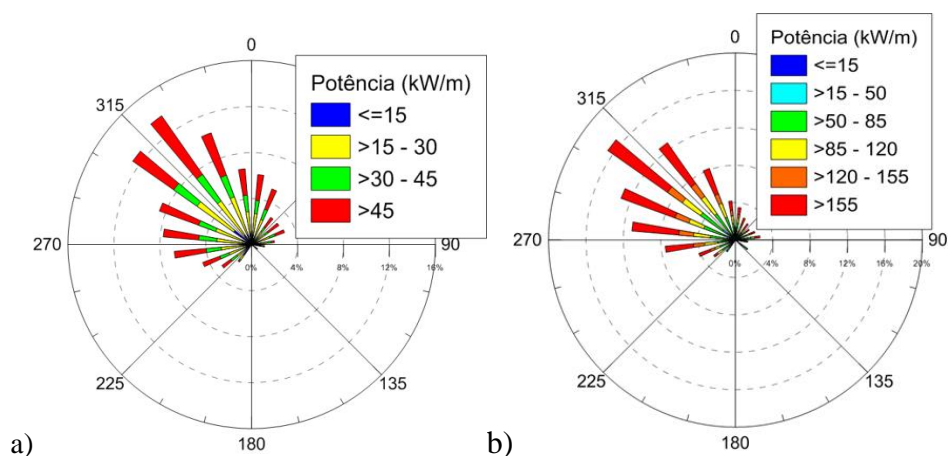 0
315
270
90
225
135
180
0% 4% 8% 12% 16%
Potência (kW/m)
<=15
>15 - 30
>30 - 45
>45
a)
0
315
270
90
225
135
180
0% 4% 8% 12% 16% 20%
Potência (kW/m)
<=15
>15 - 50
>50 - 85
>85 - 120
>120 - 155
>155
b)